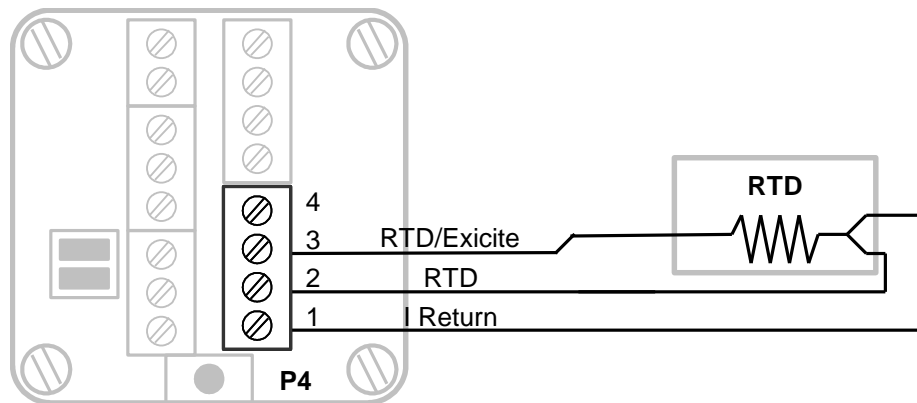 RTD
4
3 RTD/Exicite
2 RTD
1 I Return
P4